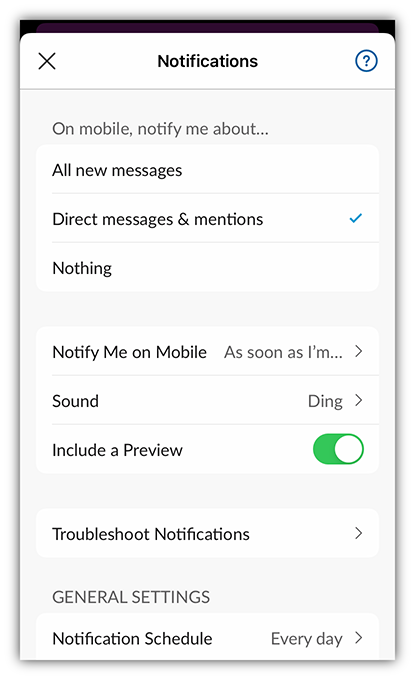 Notifications
?
On mobile, notify me about...
All new messages
Direct messages & mentions
Nothing
Notify Me on Mobile As soon as I'm...
Sound Ding
Include a Preview
Troubleshoot Notifications
GENERAL SETTINGS
Notification Schedule Every day